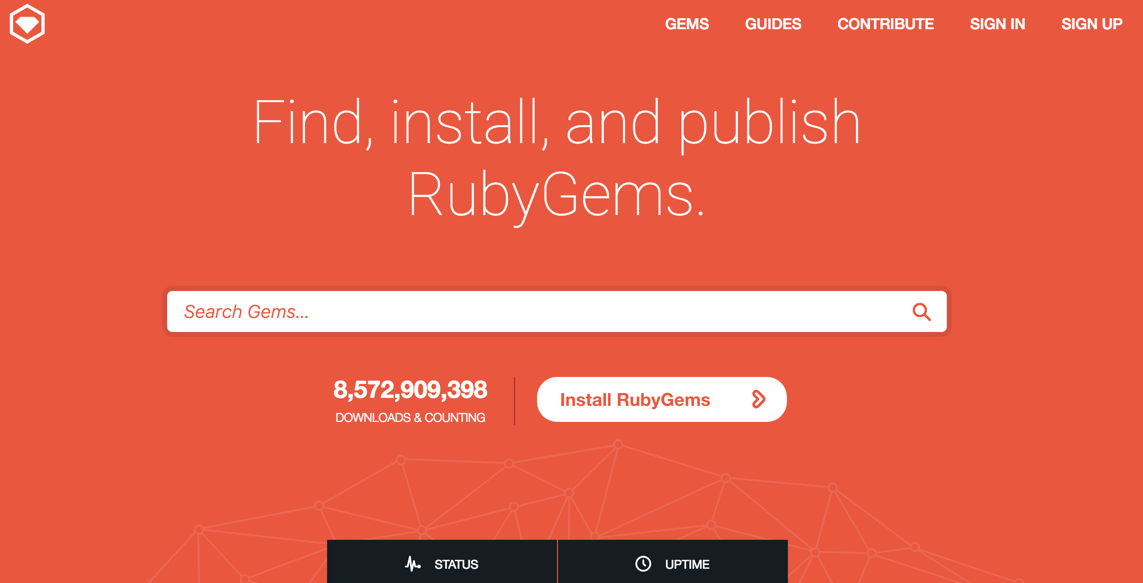 GEMS GUIDES CONTRIBUTE SIGN IN SIGN UP
Find, install, and publish
RubyGems.
Search Gems...
8,572,909,398
DOWNLOADS & COUNTING
Install RubyGems
STATUS UPTIME